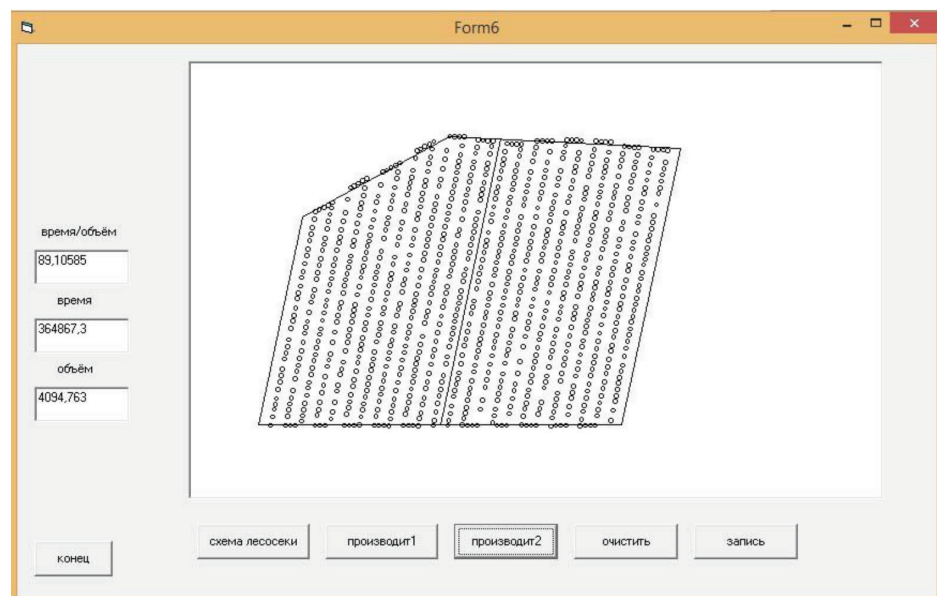 Form6
время/объём
89,10585
время
364867,3
объём
4094,763
схема лесосеки
производит1
производит2
очистить
запись
конец